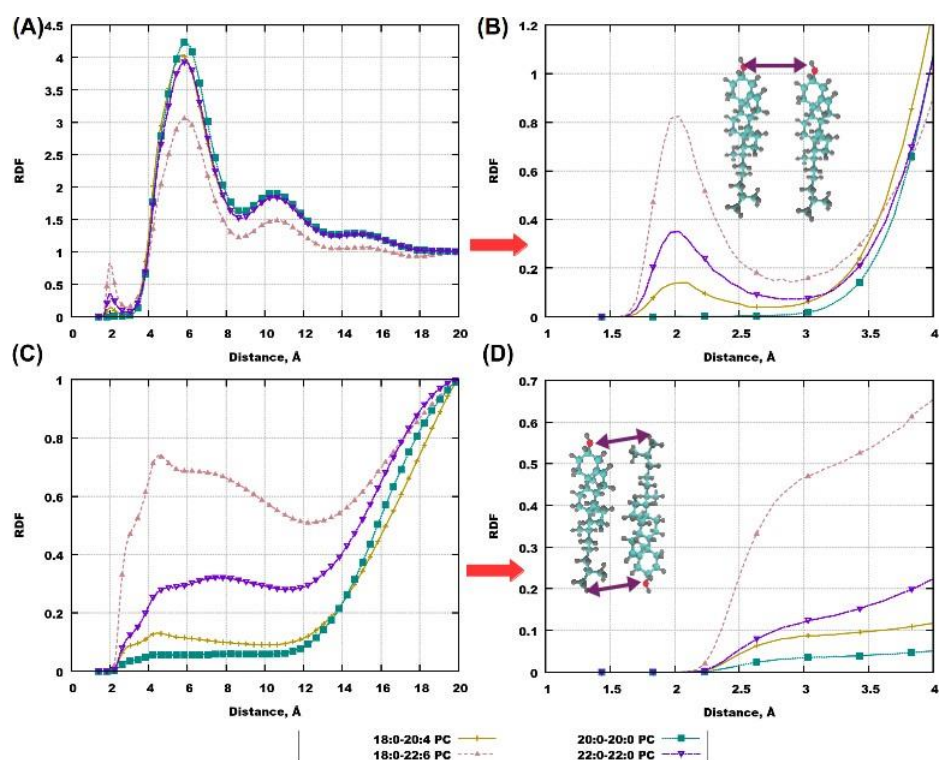 (A)
4.5
4
3.5
3
2.5
2
1.5
1
0.5
0
RDF
0 2 4 6 8 10 12 14 16 18 20
Distance, Å
(B)
1.2
1
0.8
0.6
0.4
0.2
0
RDF
1 1.5 2 2.5 3 3.5 4
Distance, Å
(C)
1
0.8
0.6
0.4
0.2
0
RDF
0 2 4 6 8 10 12 14 16 18 20
Distance, Å
(D)
0.7
0.6
0.5
0.4
0.3
0.2
0.1
0
RDF
1 1.5 2 2.5 3 3.5 4
Distance, Å
18:0-20:4 PC
18:0-22:6 PC
20:0-20:0 PC
22:0-22:0 PC